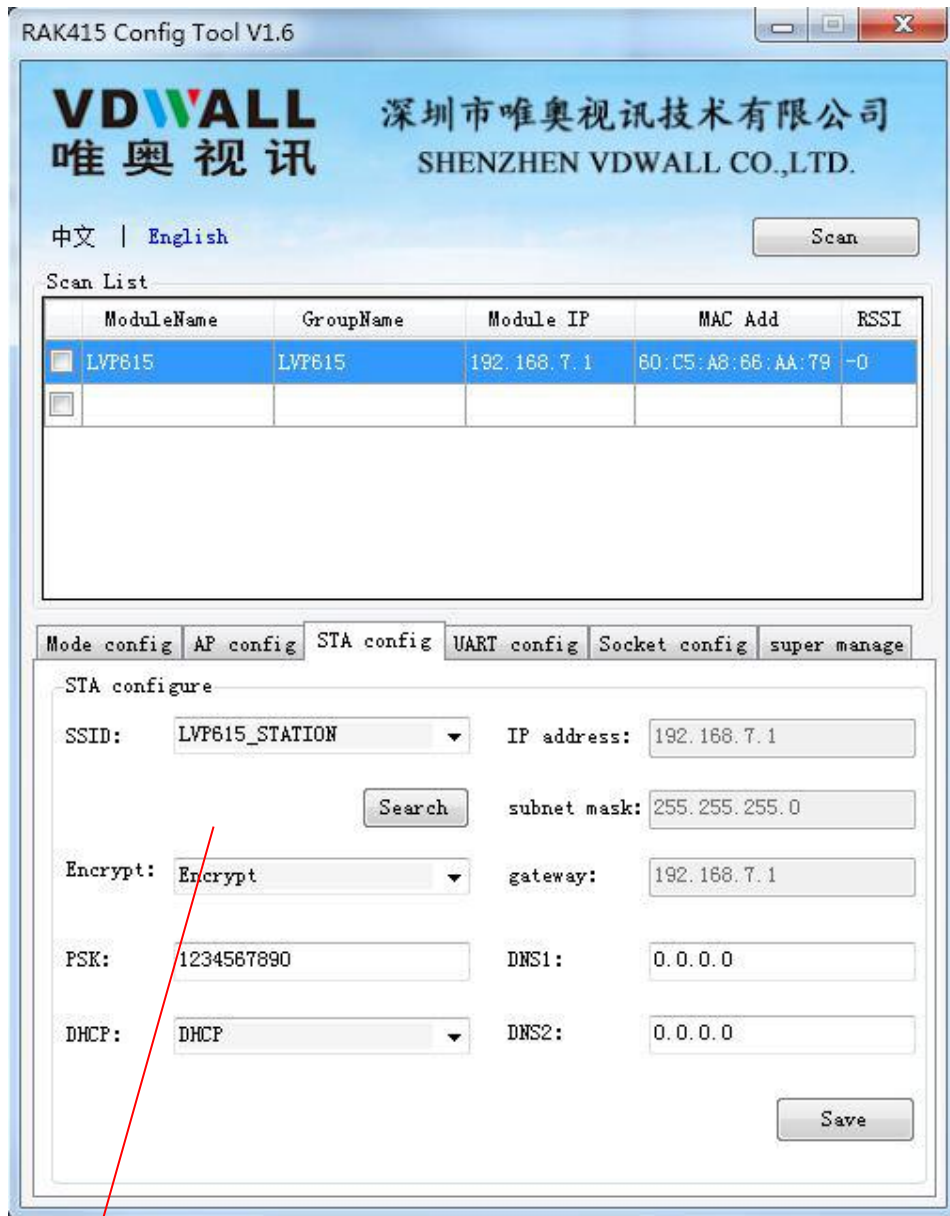 RAK415 Config Tool V1.6
VDWALL
唯奥视讯
深圳市唯奥视讯技术有限公司
SHENZHEN VDWALL CO.,LTD.
中文 | English
Scan
Scan List
ModuleName GroupName Module IP MAC Add RSSI
LVP615 LVP615 192.168.7.1 60:C5:A8:66:AA:79 -0
Mode config AP config STA config UART config Socket config super manage
STA configure
SSID: LVP615_STATION IP address: 192.168.7.1
Search subnet mask: 255.255.255.0
Encrypt: Encrypt gateway: 192.168.7.1
PSK: 1234567890 DNS1: 0.0.0.0
DHCP: DHCP DNS2: 0.0.0.0
Save